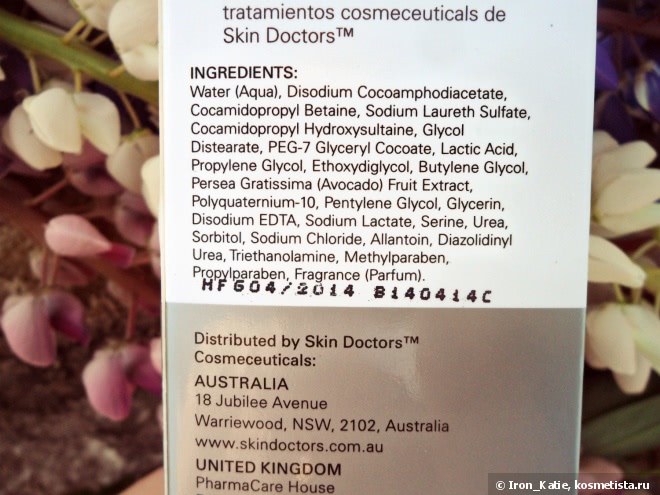 tratamientos cosmeceuticals de
Skin Doctors™
INGREDIENTS:
Water (Aqua), Disodium Cocoamphodiacetate,
Cocamidopropyl Betaine, Sodium Laureth Sulfate,
Cocamidopropyl Hydroxysultaine, Glycol
Distearate, PEG-7 Glyceryl Cocoate, Lactic Acid,
Propylene Glycol, Ethoxydiglycol, Butylene Glycol,
Persea Gratissima (Avocado) Fruit Extract,
Polyquaternium-10, Pentylene Glycol, Glycerin,
Disodium EDTA, Sodium Lactate, Serine, Urea,
Sorbitol, Sodium Chloride, Allantoin, Diazolidinyl
Urea, Triethanolamine, Methylparaben,
Propylparaben, Fragrance (Parfum).
MFG04/2014 B140414C
Distributed by Skin Doctors™
Cosmeceuticals:
AUSTRALIA
18 Jubilee Avenue
Warriewood, NSW, 2102, Australia
www.skindoctors.com.au
UNITED KINGDOM
PharmaCare House
© Iron_Katie, kosmetista.ru